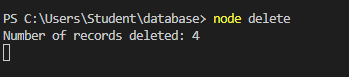 PS C:\Users\Student\database> node delete
Number of records deleted: 4